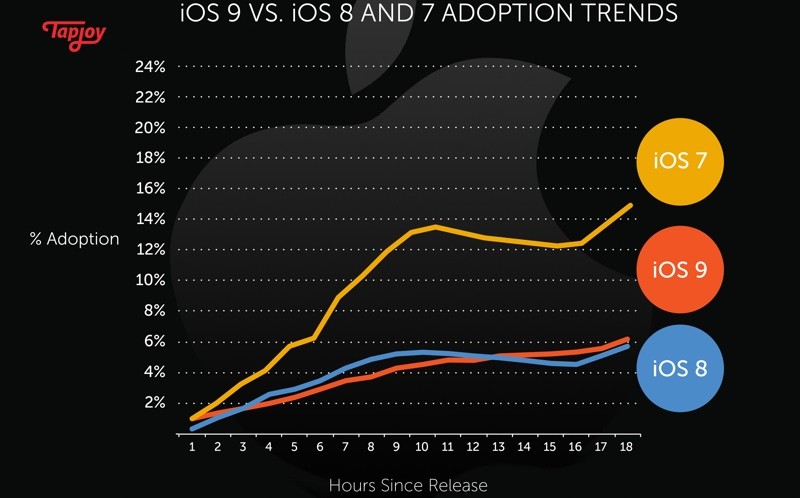 Tapjoy
iOS 9 VS. iOS 8 AND 7 ADOPTION TRENDS
24%
22%
20%
18%
16%
14%
12%
10%
8%
6%
4%
2%
% Adoption
iOS 7
iOS 9
iOS 8
1 2 3 4 5 6 7 8 9 10 11 12 13 14 15 16 17 18
Hours Since Release